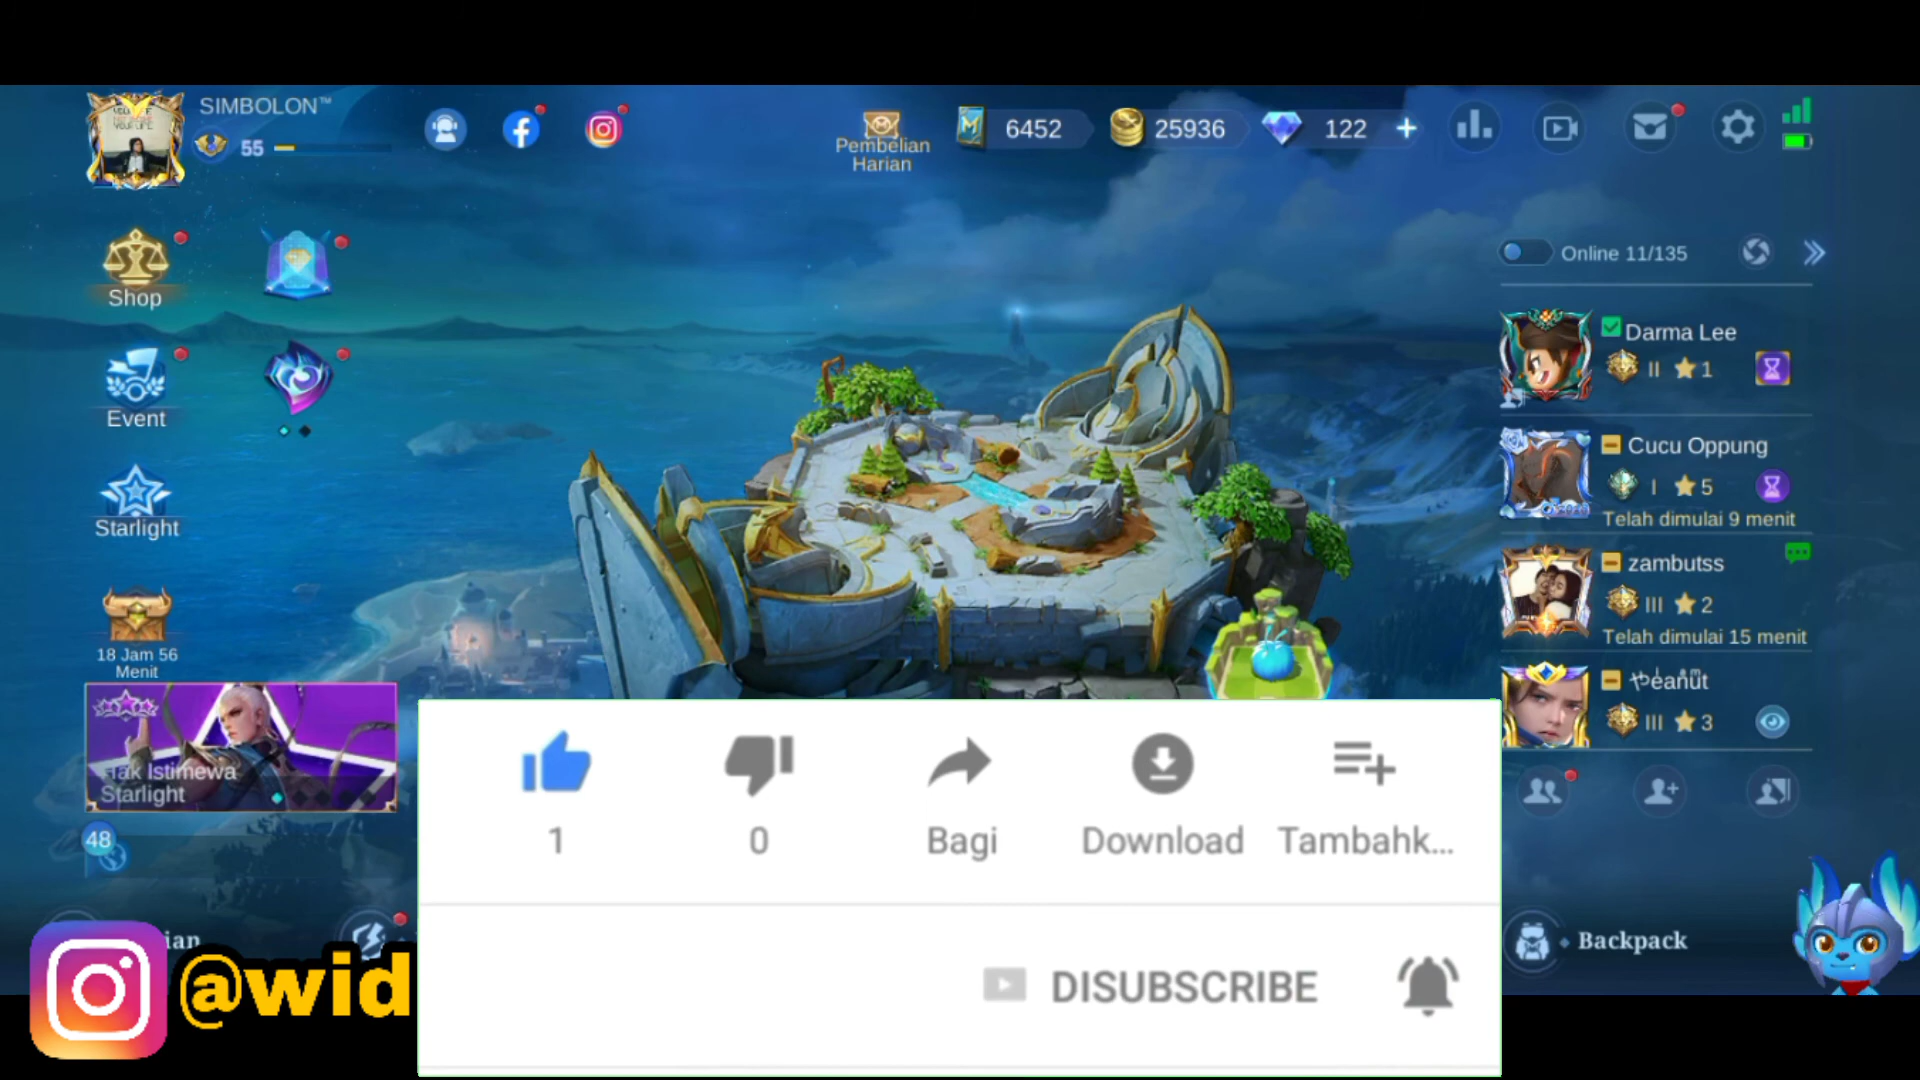 SIMBOLON™
55
Pembelian
Harian
6452
25936
122
Shop
Event
Starlight
18 Jam 56
Menit
Hak Istimewa
Starlight
48
Online 11/135
Darma Lee
II 1
Cucu Oppung
I 5
Telah dimulai 9 menit
zambutss
III 2
Telah dimulai 15 menit
III 3
1
0
Bagi
Download
Tambahk...
DISUBSCRIBE
Backpack
@wid